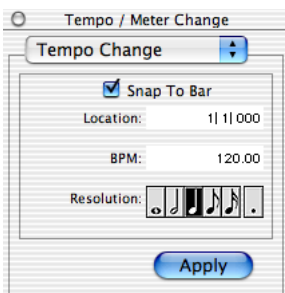 Tempo / Meter Change
Tempo Change
Snap To Bar
Location: 1| 1| 000
BPM: 120.00
Resolution:
Apply